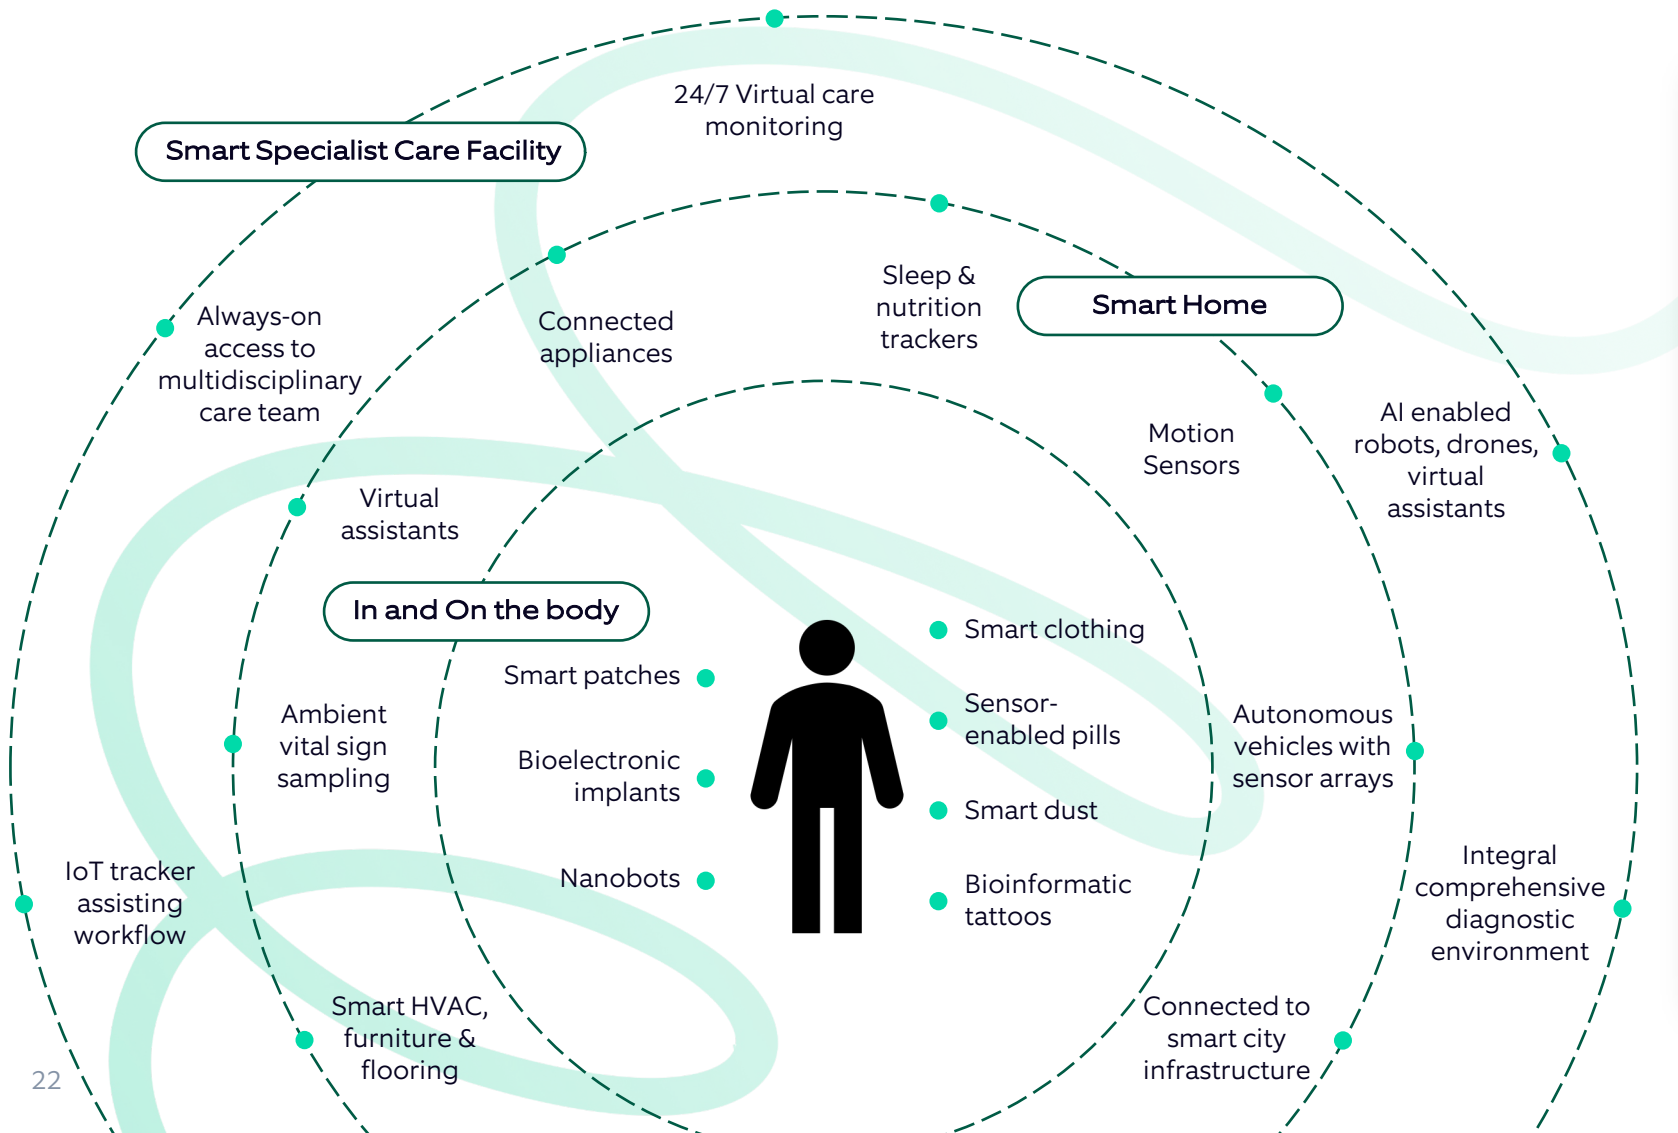 24/7 Virtual care
monitoring
Smart Specialist Care Facility
Sleep &
nutrition
trackers
Smart Home
Always-on
access to
multidisciplinary
care team
Connected
appliances
Motion
Sensors
AI enabled
robots, drones,
virtual
assistants
Virtual
assistants
In and On the body
Smart patches
Bioelectronic
implants
Nanobots
Smart clothing
Sensor-
enabled pills
Smart dust
Bioinformatic
tattoos
Ambient
vital sign
sampling
Autonomous
vehicles with
sensor arrays
IoT tracker
assisting
workflow
Integral
comprehensive
diagnostic
environment
Smart HVAC,
furniture &
flooring
Connected to
smart city
infrastructure
22